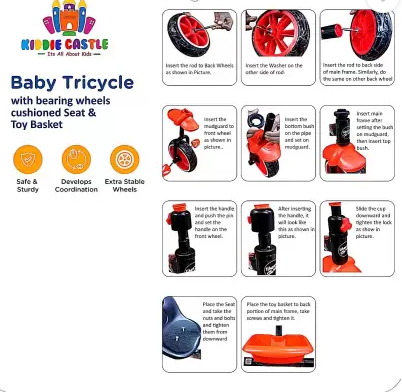 KIDDIE CASTLE
Its All About Kids
Baby Tricycle
with bearing wheels
cushioned Seat &
Toy Basket
Safe &
Sturdy
Develops
Coordination
Extra Stable
Wheels
Insert the rod to Back Wheels
as shown in Picture.
Insert the Washer on the
other side of rod.
Insert the rod to back side
of main frame. Similarly, do
the same on other back wheel
Insert the
mudguard to
front wheel
as shown in
picture..
Insert the
bottom bush
on the pipe
and set on
mudguard.
Insert main
frame after
setting the bush
on mudguard,
then insert top
bush.
Insert the handle
and push the pin
and set the
handle on the
front wheel.
After inserting
the handle, it
will look like
this as shown in
picture.
Slide the cup
downward and
tighten the lock
as show in
picture.
Place the Seat
and take the
nuts and bolts
and tighten
them from
downward
Place the toy basket to back
portion of main frame, take
screws and tighten it.